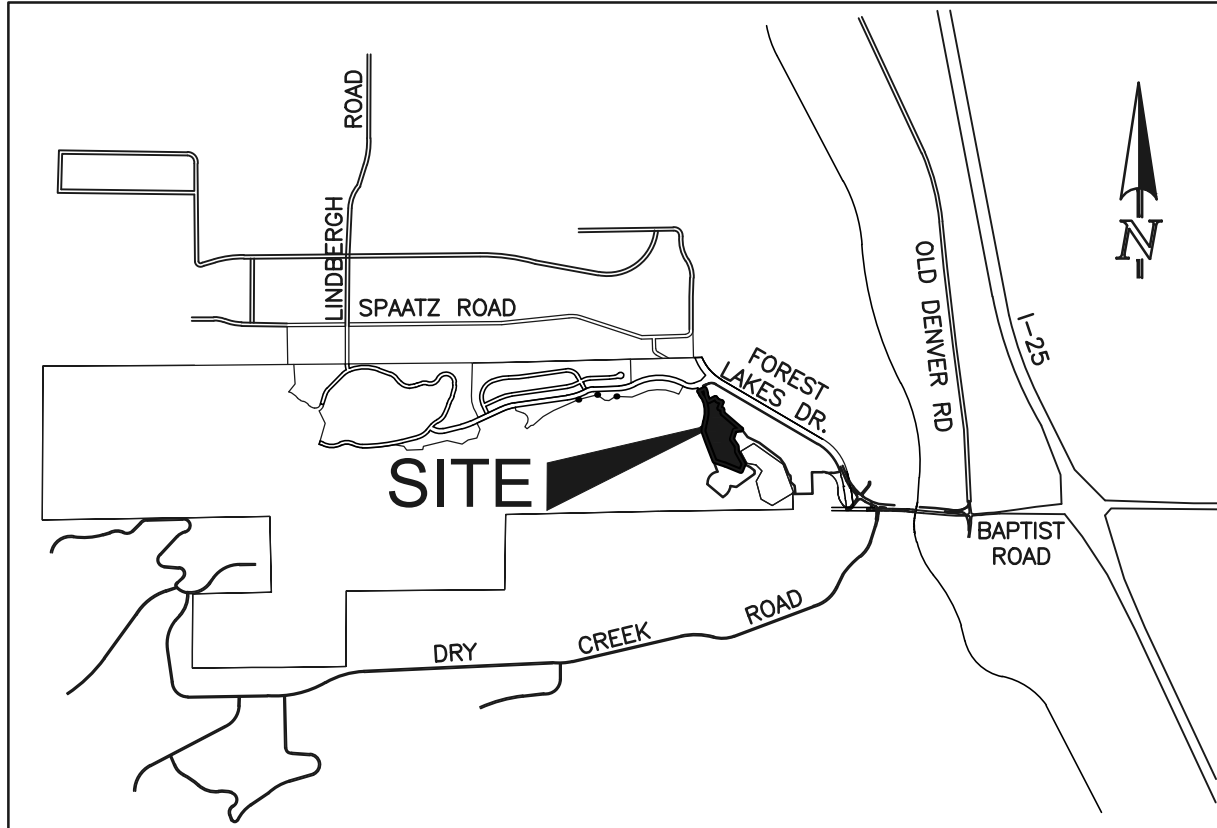 ROAD
LINDBERGH
SPAATZ ROAD
FOREST
LAKES DR.
OLD DENVER RD
I-25
N
SITE
BAPTIST
ROAD
DRY CREEK ROAD